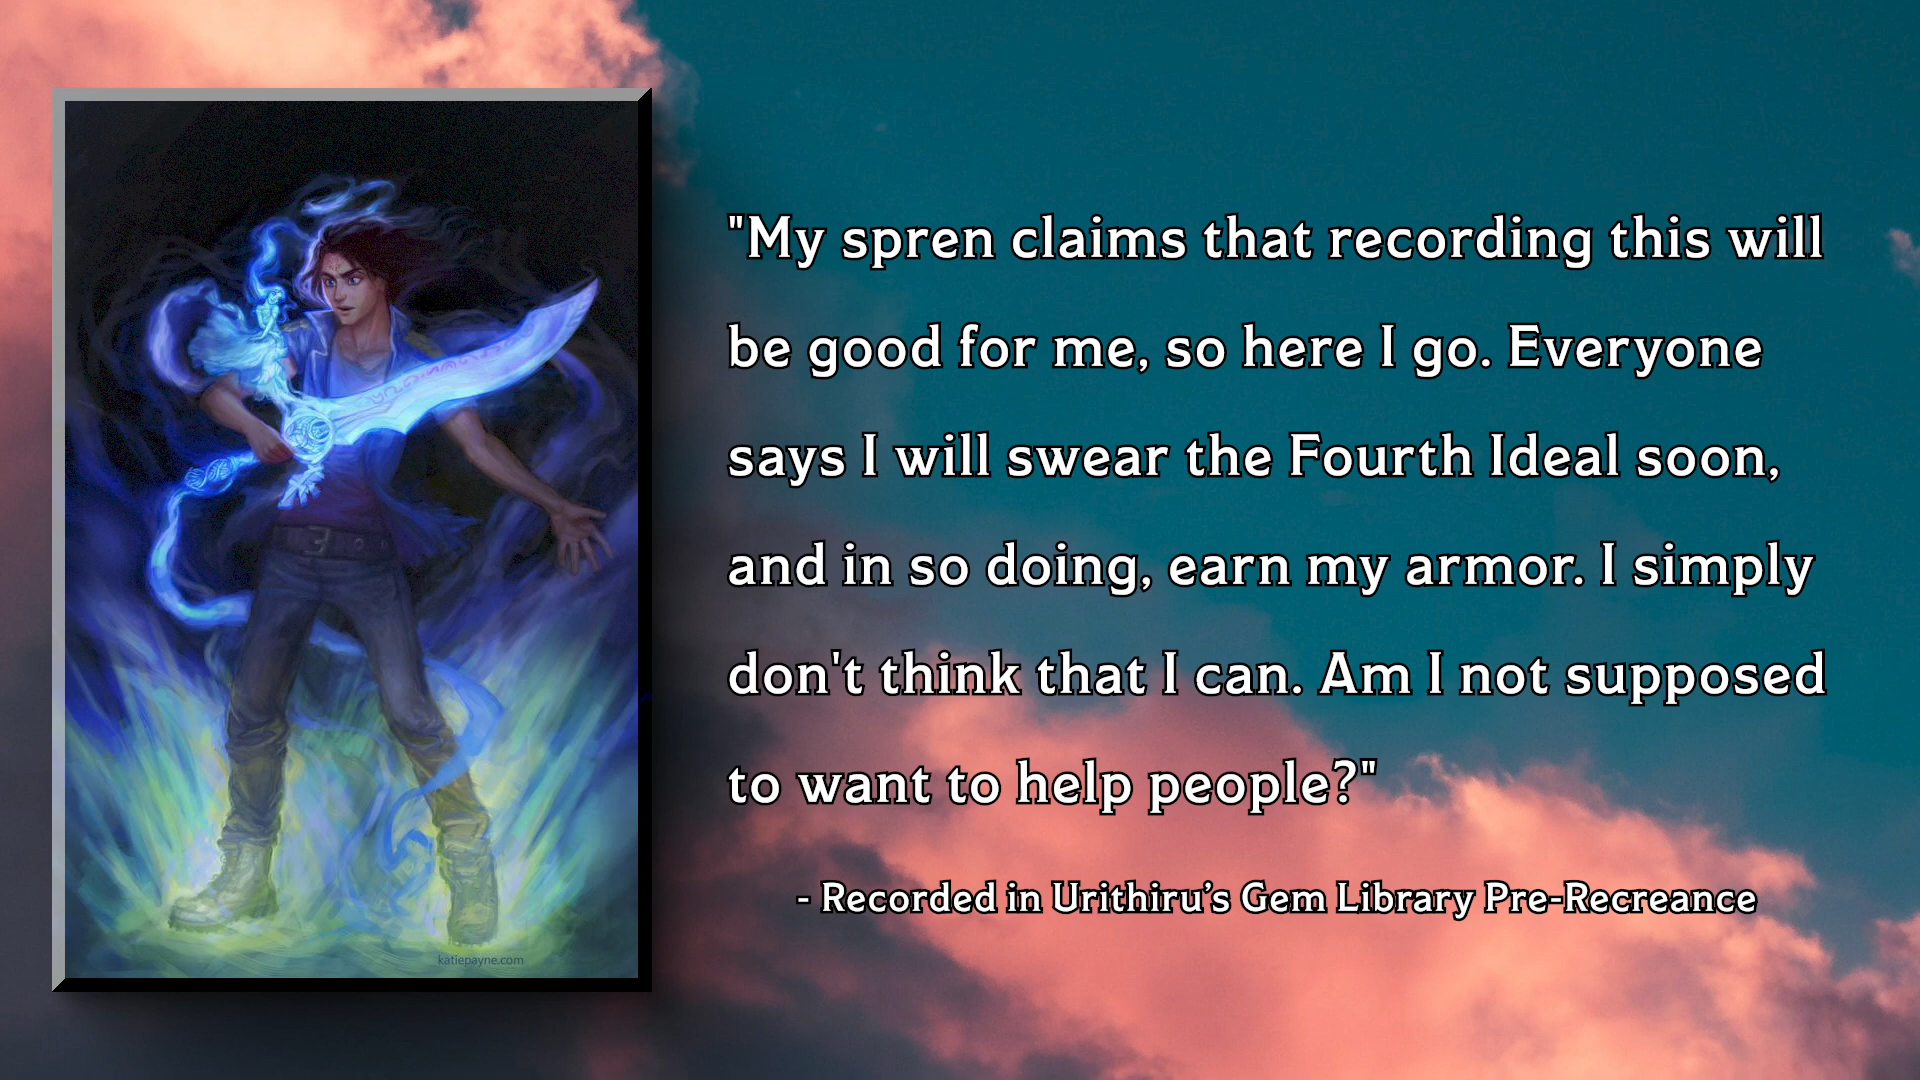 "My spren claims that recording this will
be good for me, so here I go. Everyone
says I will swear the Fourth Ideal soon,
and in so doing, earn my armor. I simply
don't think that I can. Am I not supposed
to want to help people?"
- Recorded in Urithiru’s Gem Library Pre-Recreance
katiepayne.com